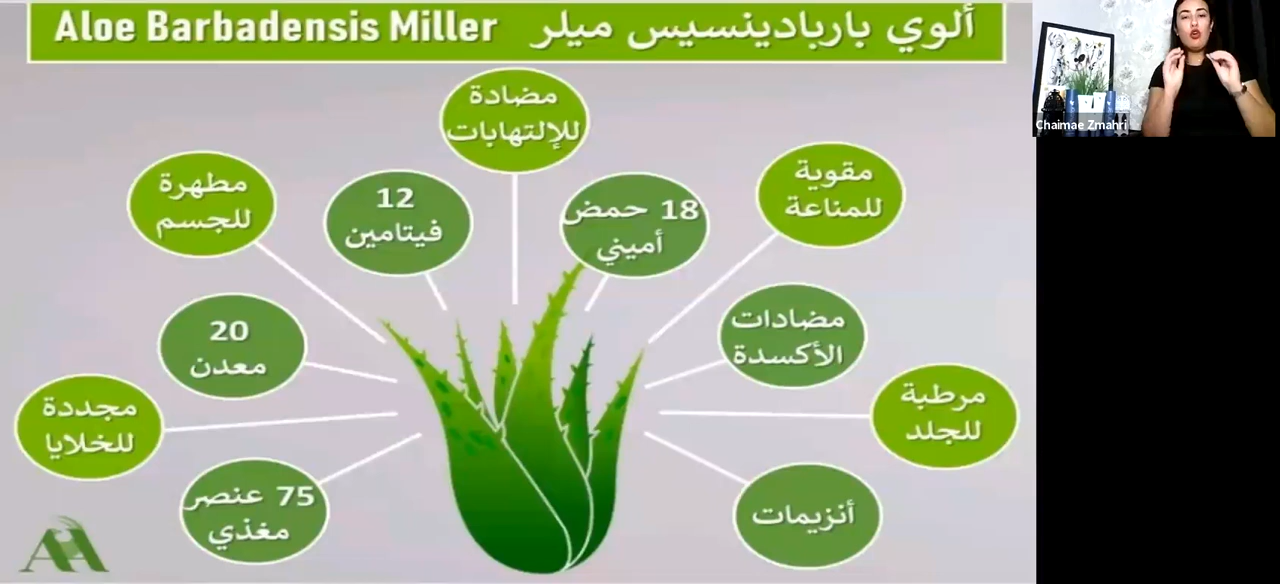 Aloe Barbadensis Miller ألوي باربادينسيس ميلر
مضادة
للإلتهابات
مطهرة
للجسم
12
فيتامين
18 حمض
أميني
مقوية
للمناعة
20
معدن
مضادات
الأكسدة
مجددة
للخلايا
مرطبة
للجلد
75 عنصر
مغذي
أنزيمات
AA
Chaimae Zmahri